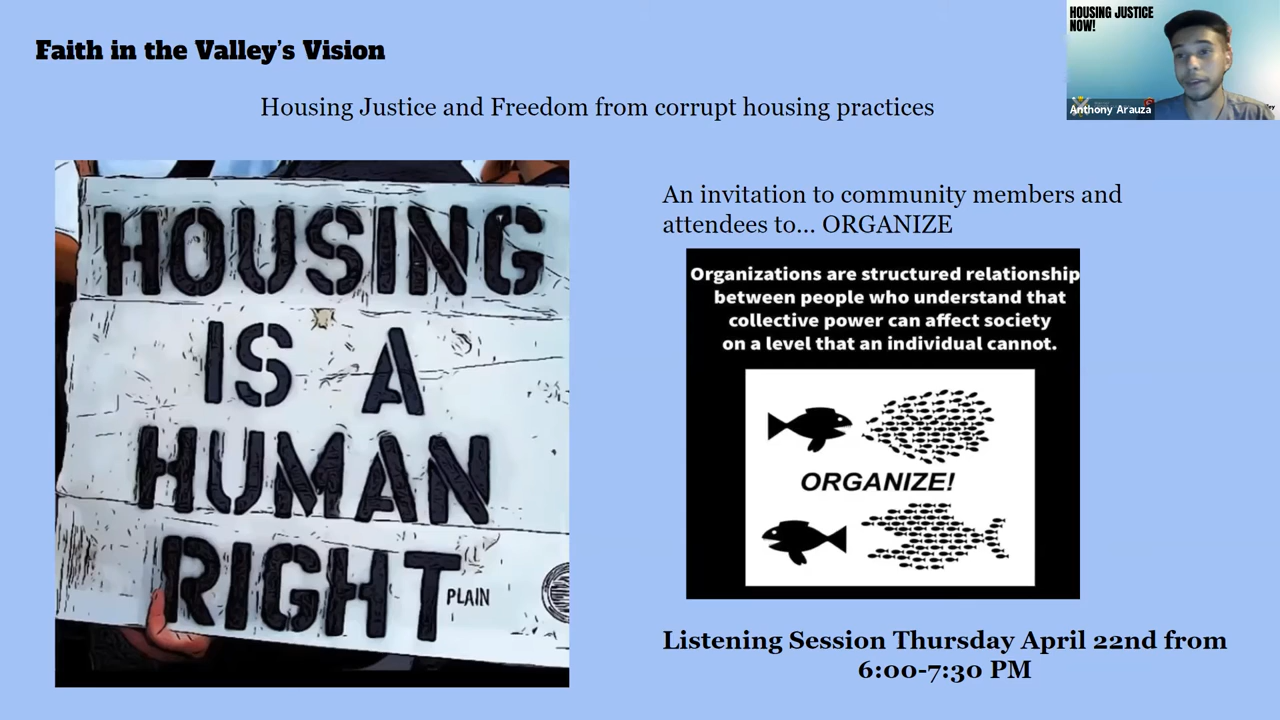 Faith in the Valley's Vision
HOUSING JUSTICE
NOW!
Anthony Arauza
Housing Justice and Freedom from corrupt housing practices
HOUSING
IS A
HUMAN
RIGHT
PLAIN
An invitation to community members and
attendees to... ORGANIZE
Organizations are structured relationship
between people who understand that
collective power can affect society
on a level that an individual cannot.
ORGANIZE!
Listening Session Thursday April 22nd from
6:00-7:30 PM